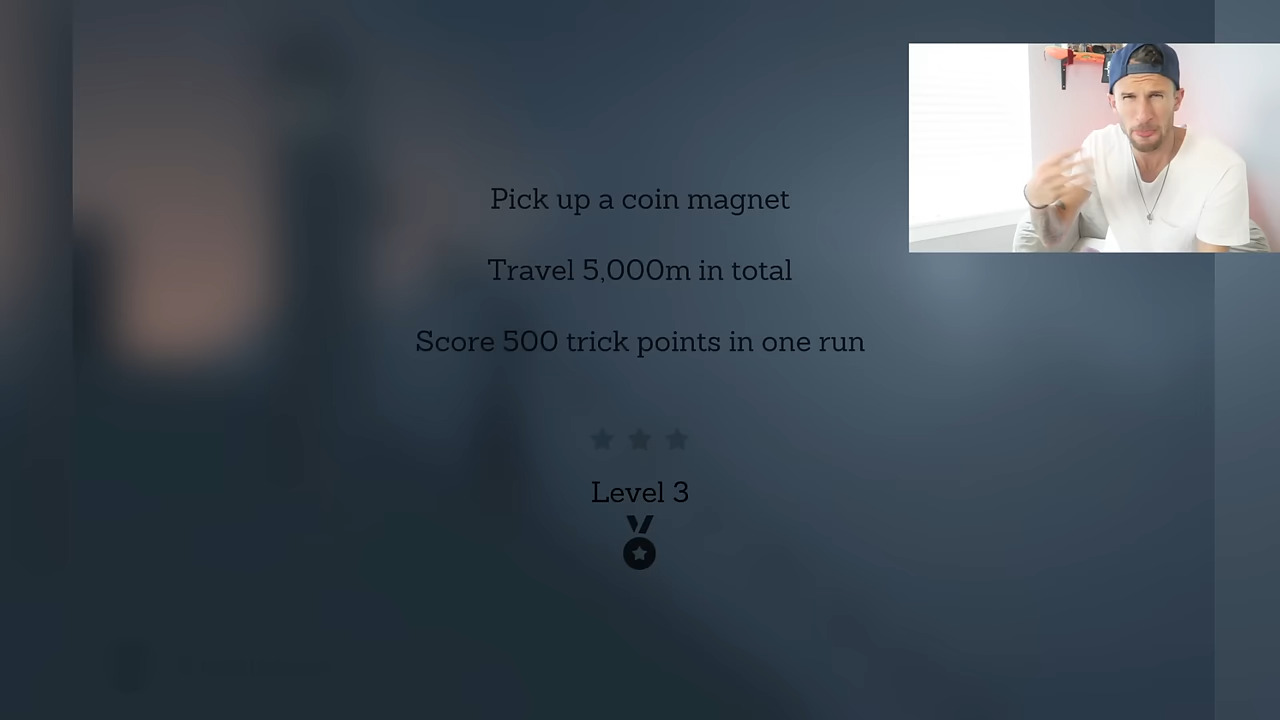 Pick up a coin magnet
Travel 5,000m in total
Score 500 trick points in one run
Level 3